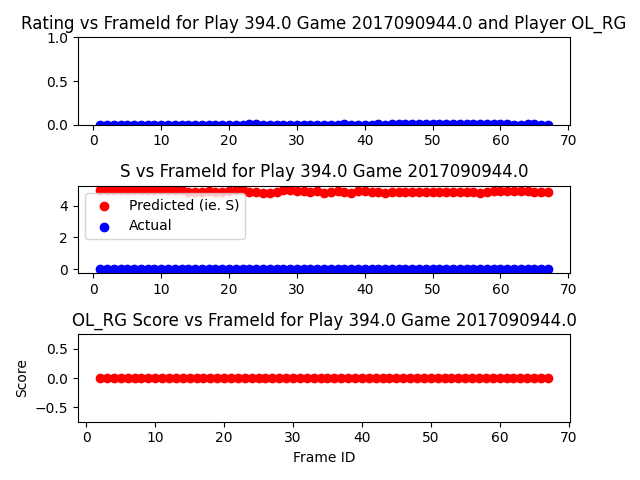 Rating vs FrameId for Play 394.0 Game 2017090944.0 and Player OL_RG
1.0
0.5
0.0
0 10 20 30 40 50 60 70
S vs FrameId for Play 394.0 Game 2017090944.0
4
2
0
Predicted (ie. S)
Actual
0 10 20 30 40 50 60 70
OL_RG Score vs FrameId for Play 394.0 Game 2017090944.0
Score
0.5
0.0
−0.5
0 10 20 30 40 50 60 70
Frame ID